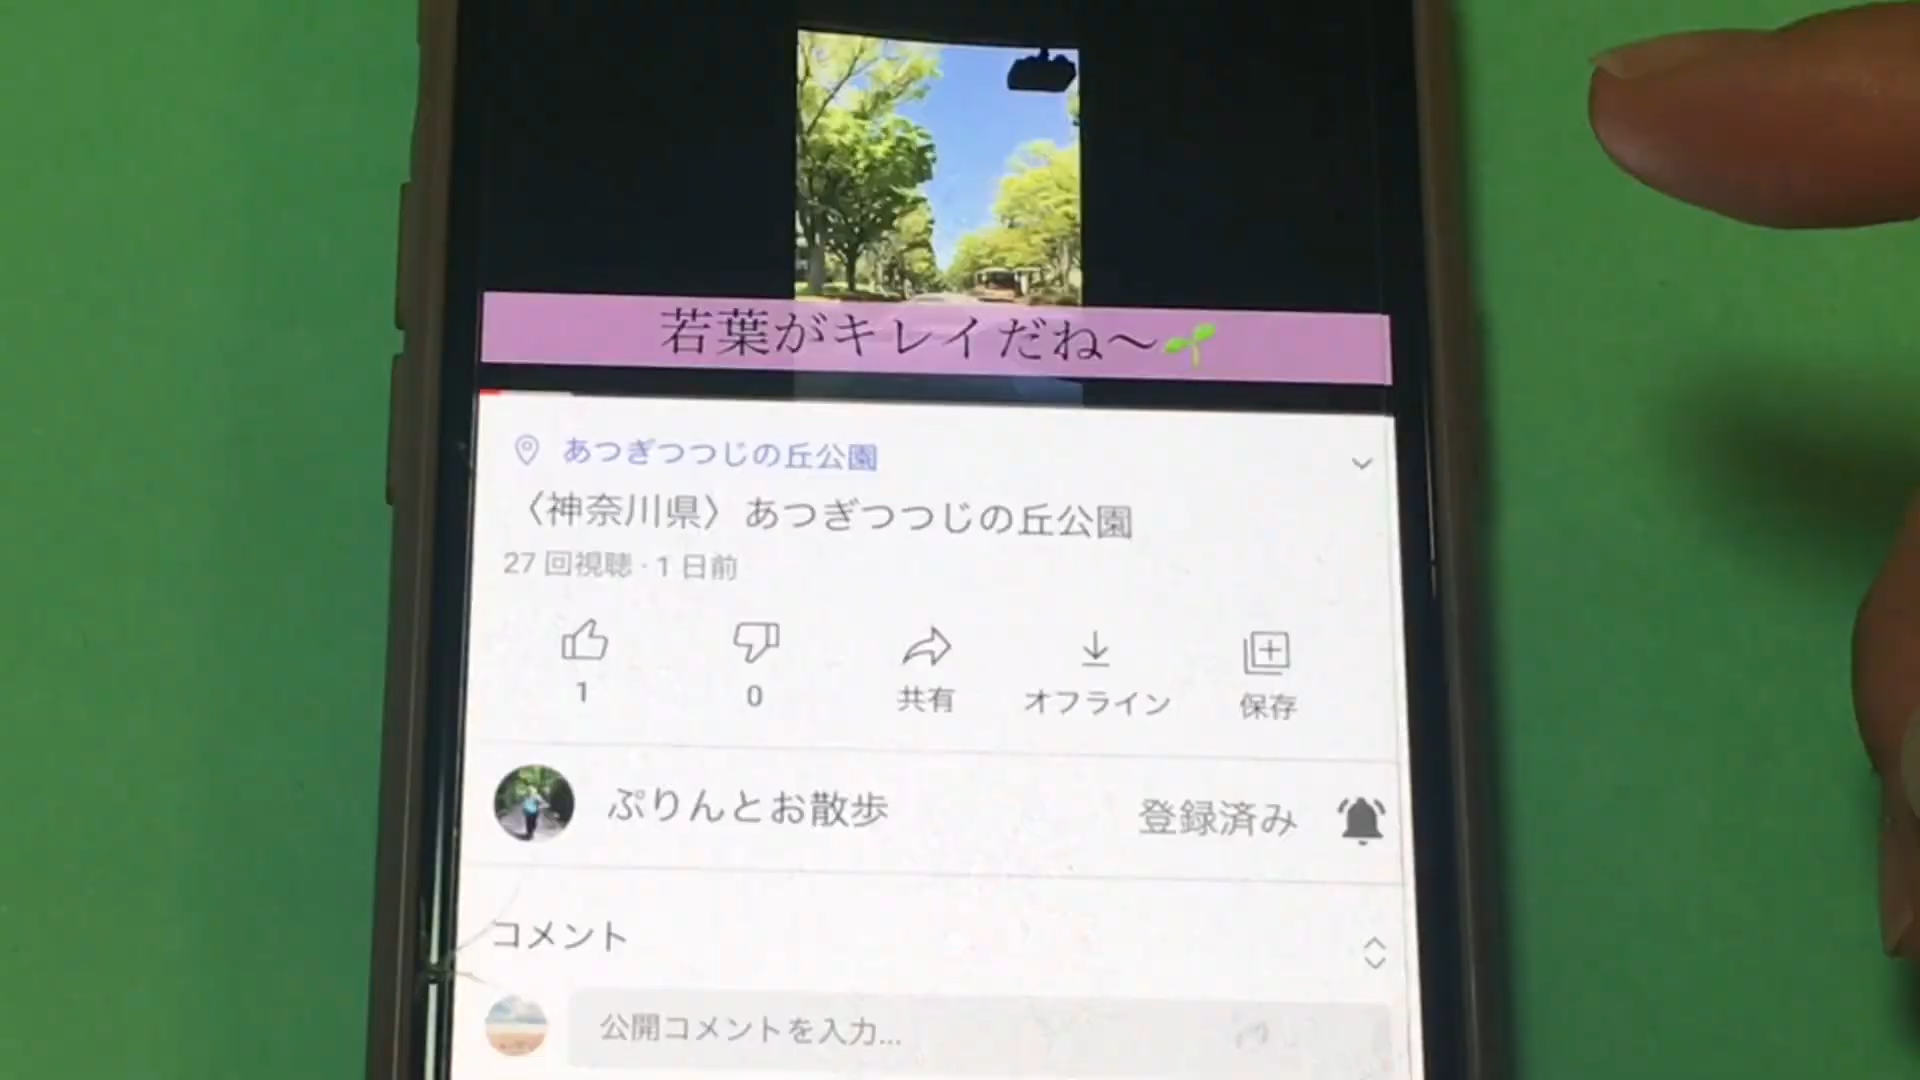 若葉がキレイだね〜🌱
あつぎつつじの丘公園
〈神奈川県〉あつぎつつじの丘公園
27 回視聴・1 日前
1
0
共有
オフライン
保存
ぷりんとお散歩
登録済み
コメント
公開コメントを入力...